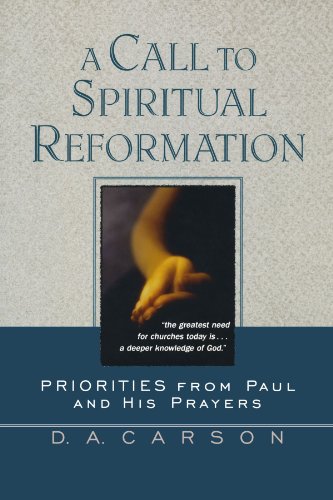 A CALL TO
SPIRITUAL
REFORMATION
"the greatest need
for churches today is . . .
a deeper knowledge of God."
PRIORITIES FROM PAUL
AND HIS PRAYERS
D. A. CARSON